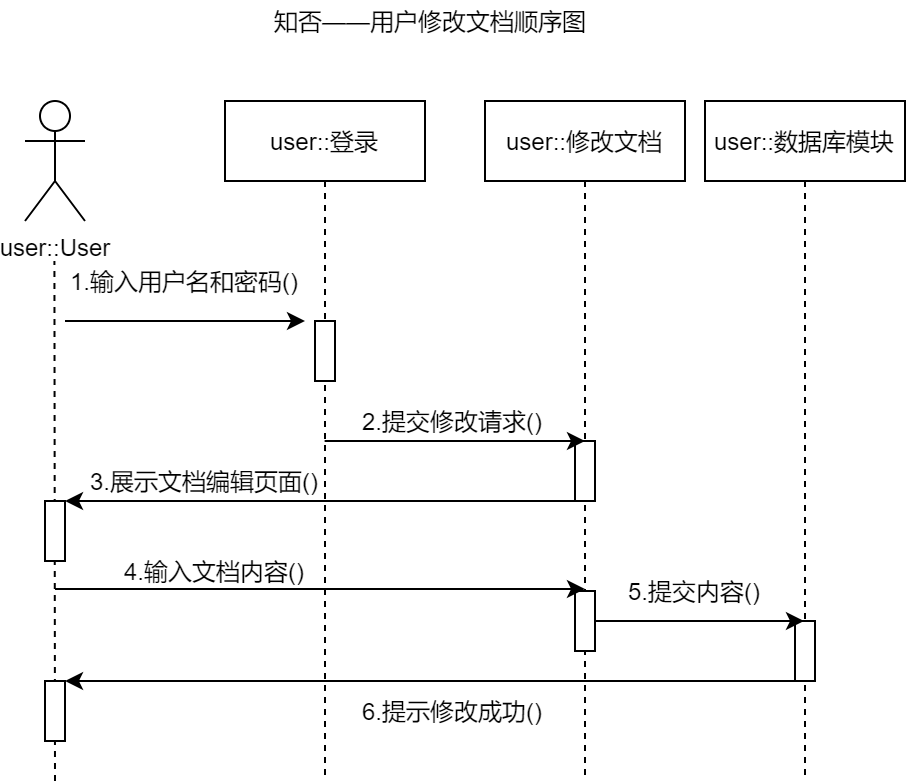 知否——用户修改文档顺序图
user::登录
user::修改文档
user::数据库模块
user::User
1.输入用户名和密码()
2.提交修改请求()
3.展示文档编辑页面()
4.输入文档内容()
5.提交内容()
6.提示修改成功()